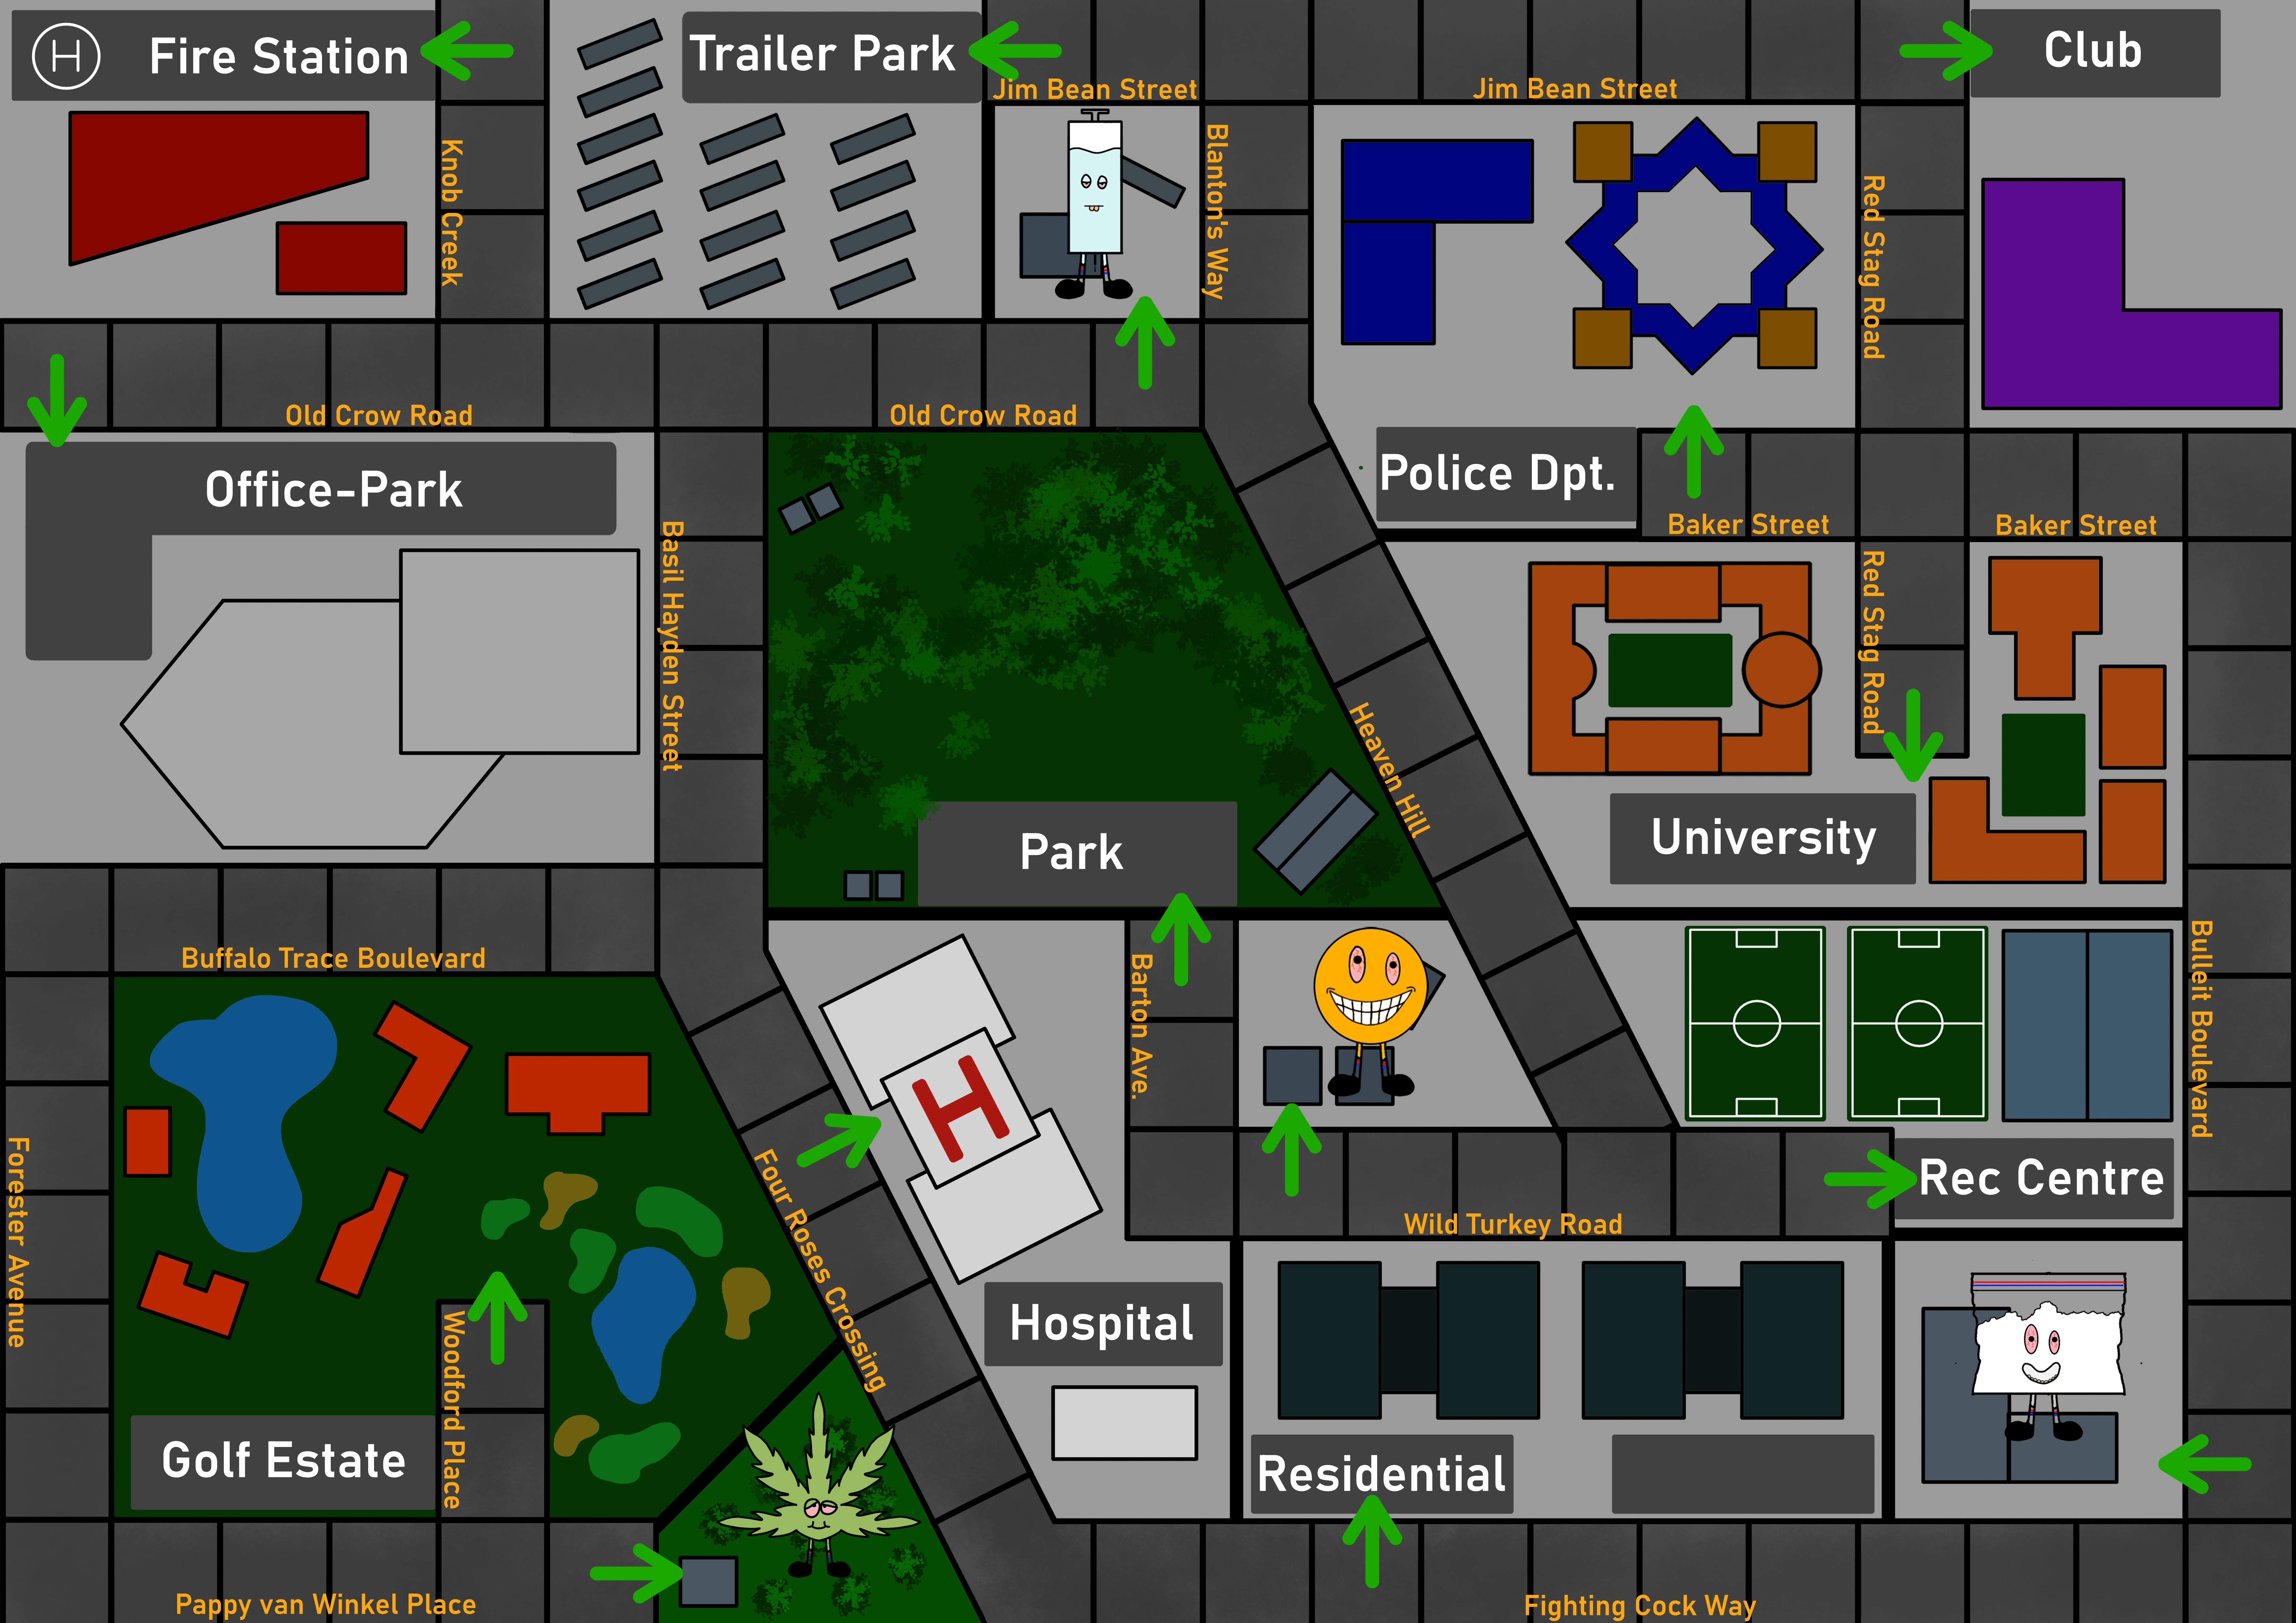 H
Fire Station
Trailer Park
Club
Jim Bean Street
Jim Bean Street
Knob Creek
Blanton's Way
Red Stag Road
Old Crow Road
Old Crow Road
Police Dpt.
Office-Park
Baker Street
Baker Street
Basil Hayden Street
Red Stag Road
Heaven Hill
Park
University
Buffalo Trace Boulevard
Barton Ave.
Bulleit Boulevard
H
Forester Avenue
Four Roses Crossing
Rec Centre
Wild Turkey Road
Hospital
Woodford Place
Golf Estate
Residential
Pappy van Winkel Place
Fighting Cock Way